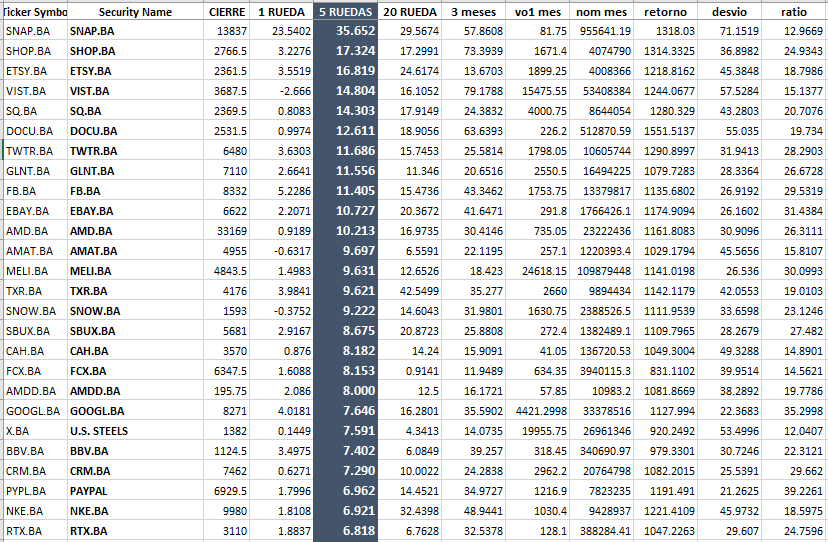 Ticker Symbo Security Name CIERRE 1 RUEDA 5 RUEDAS 20 RUEDA 3 meses vo1 mes nom mes retorno desvio ratio
SNAP.BA SNAP.BA 13837 23.5402 35.652 29.5674 57.8608 81.75 955641.19 1318.03 71.1519 12.9669
SHOP.BA SHOP.BA 2766.5 3.2276 17.324 17.2991 73.3939 1671.4 4074790 1314.3325 36.8982 24.9343
ETSY.BA ETSY.BA 2361.5 3.5519 16.819 24.6174 13.6703 1899.25 4008366 1218.8162 45.3848 18.7986
VIST.BA VIST.BA 3687.5 -2.666 14.804 16.1052 79.1788 15475.55 53408384 1244.0677 57.5284 15.1377
SQ.BA SQ.BA 2369.5 0.8083 14.303 17.9149 24.3832 4000.75 8644054 1280.329 43.2803 20.7076
DOCU.BA DOCU.BA 2531.5 0.9974 12.611 18.9056 63.6393 226.2 512870.59 1551.5137 55.035 19.734
TWTR.BA TWTR.BA 6480 3.6303 11.686 15.7453 25.5814 1798.05 10605744 1290.8997 31.9413 28.2903
GLNT.BA GLNT.BA 7110 2.6641 11.556 11.346 20.6516 2550.5 16494225 1079.7283 28.3364 26.6728
FB.BA FB.BA 8332 5.2286 11.405 15.4736 43.3462 1753.75 13379817 1135.6802 26.9192 29.5319
EBAY.BA EBAY.BA 6622 2.2071 10.727 20.3672 41.6471 291.8 1766426.1 1174.9094 26.1602 31.4384
AMD.BA AMD.BA 33169 0.9189 10.213 16.9735 30.4146 735.05 23222436 1161.8083 30.9096 26.3111
AMAT.BA AMAT.BA 4955 -0.6317 9.697 6.5591 22.1195 257.1 1220393.4 1029.1794 45.5656 15.8107
MELI.BA MELI.BA 4843.5 1.4983 9.631 12.6526 18.423 24618.15 109879448 1141.0198 26.536 30.0993
TXR.BA TXR.BA 4176 3.9841 9.621 42.5499 35.277 2660 9894434 1142.1179 42.0553 19.0103
SNOW.BA SNOW.BA 1593 -0.3752 9.222 14.6043 31.9801 1630.75 2388526.5 1111.9539 33.6598 23.1246
SBUX.BA SBUX.BA 5681 2.9167 8.675 20.8723 25.8808 272.4 1382489.1 1109.7965 28.2679 27.482
CAH.BA CAH.BA 3570 0.876 8.182 14.24 15.9091 41.05 136720.53 1049.3004 49.3288 14.8901
FCX.BA FCX.BA 6347.5 1.6088 8.153 0.9141 11.9489 634.35 3940115.3 831.1102 39.9514 14.5621
AMDD.BA AMDD.BA 195.75 2.086 8.000 12.5 16.1721 57.85 10983.2 1081.8669 38.2892 19.7786
GOOGL.BA GOOGL.BA 8271 4.0181 7.646 16.2801 35.5902 4421.2998 33378516 1127.994 22.3683 35.2998
X.BA U.S. STEELS 1382 0.1449 7.591 4.3413 14.0735 19955.75 26961346 920.2492 53.4996 12.0407
BBV.BA BBV.BA 1124.5 3.4975 7.402 6.0849 39.257 318.45 340690.97 979.3301 30.7246 22.3121
CRM.BA CRM.BA 7462 0.6271 7.290 10.0022 24.2838 2962.2 20764798 1082.2015 25.5391 29.662
PYPL.BA PAYPAL 6929.5 1.7996 6.962 14.4521 34.9727 1216.9 7823235 1191.491 21.2625 39.2261
NKE.BA NKE.BA 9980 1.8108 6.921 32.4398 48.9441 1030.4 9428937 1221.4109 45.9732 18.5975
RTX.BA RTX.BA 3110 1.8837 6.818 6.7628 32.5378 128.1 388284.41 1047.2263 29.607 24.7596